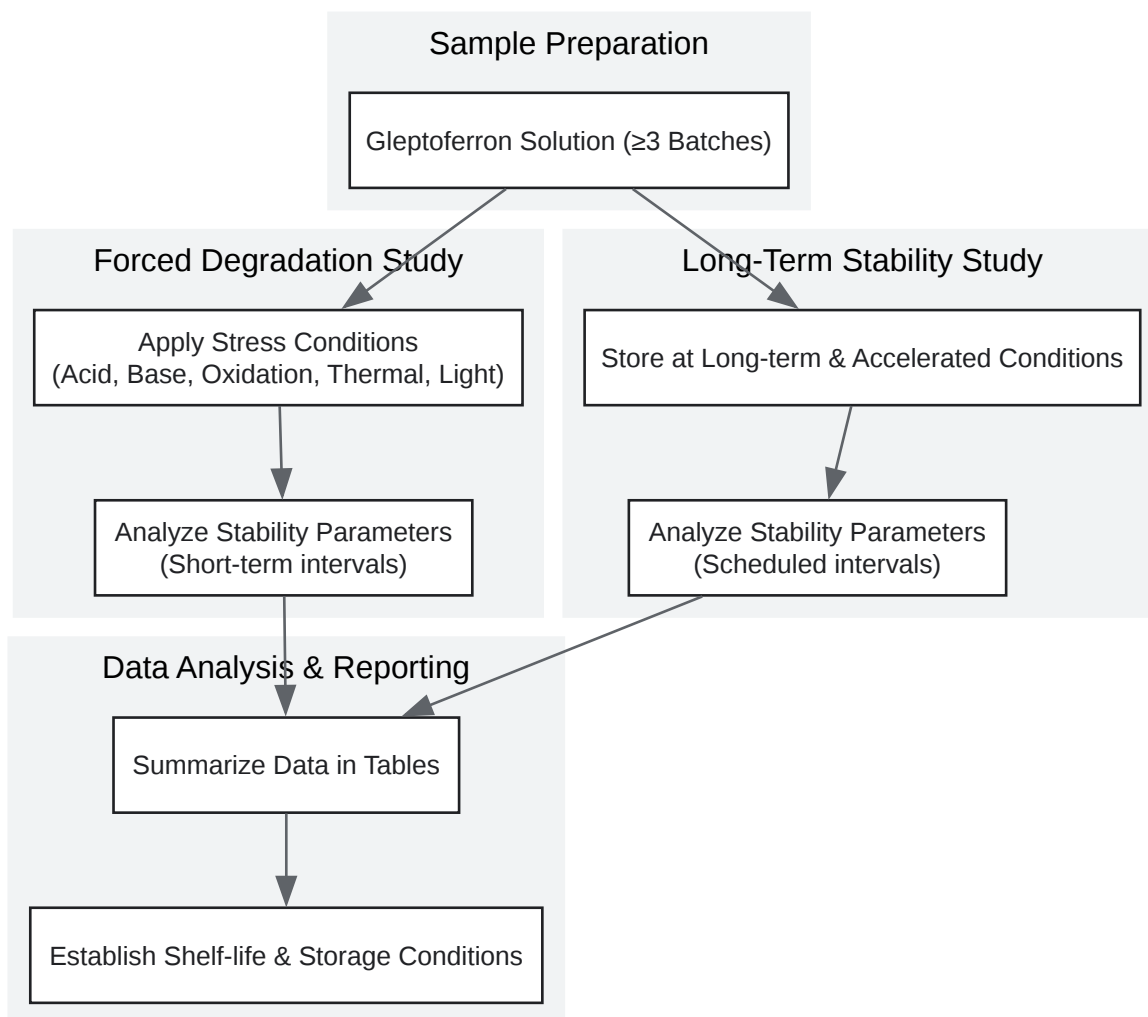 Sample Preparation
Gleptoferron Solution (≥3 Batches)
Forced Degradation Study
Long-Term Stability Study
Apply Stress Conditions
(Acid, Base, Oxidation, Thermal, Light)
Store at Long-term & Accelerated Conditions
Analyze Stability Parameters
(Short-term intervals)
Analyze Stability Parameters
(Scheduled intervals)
Data Analysis & Reporting
Summarize Data in Tables
Establish Shelf-life & Storage Conditions